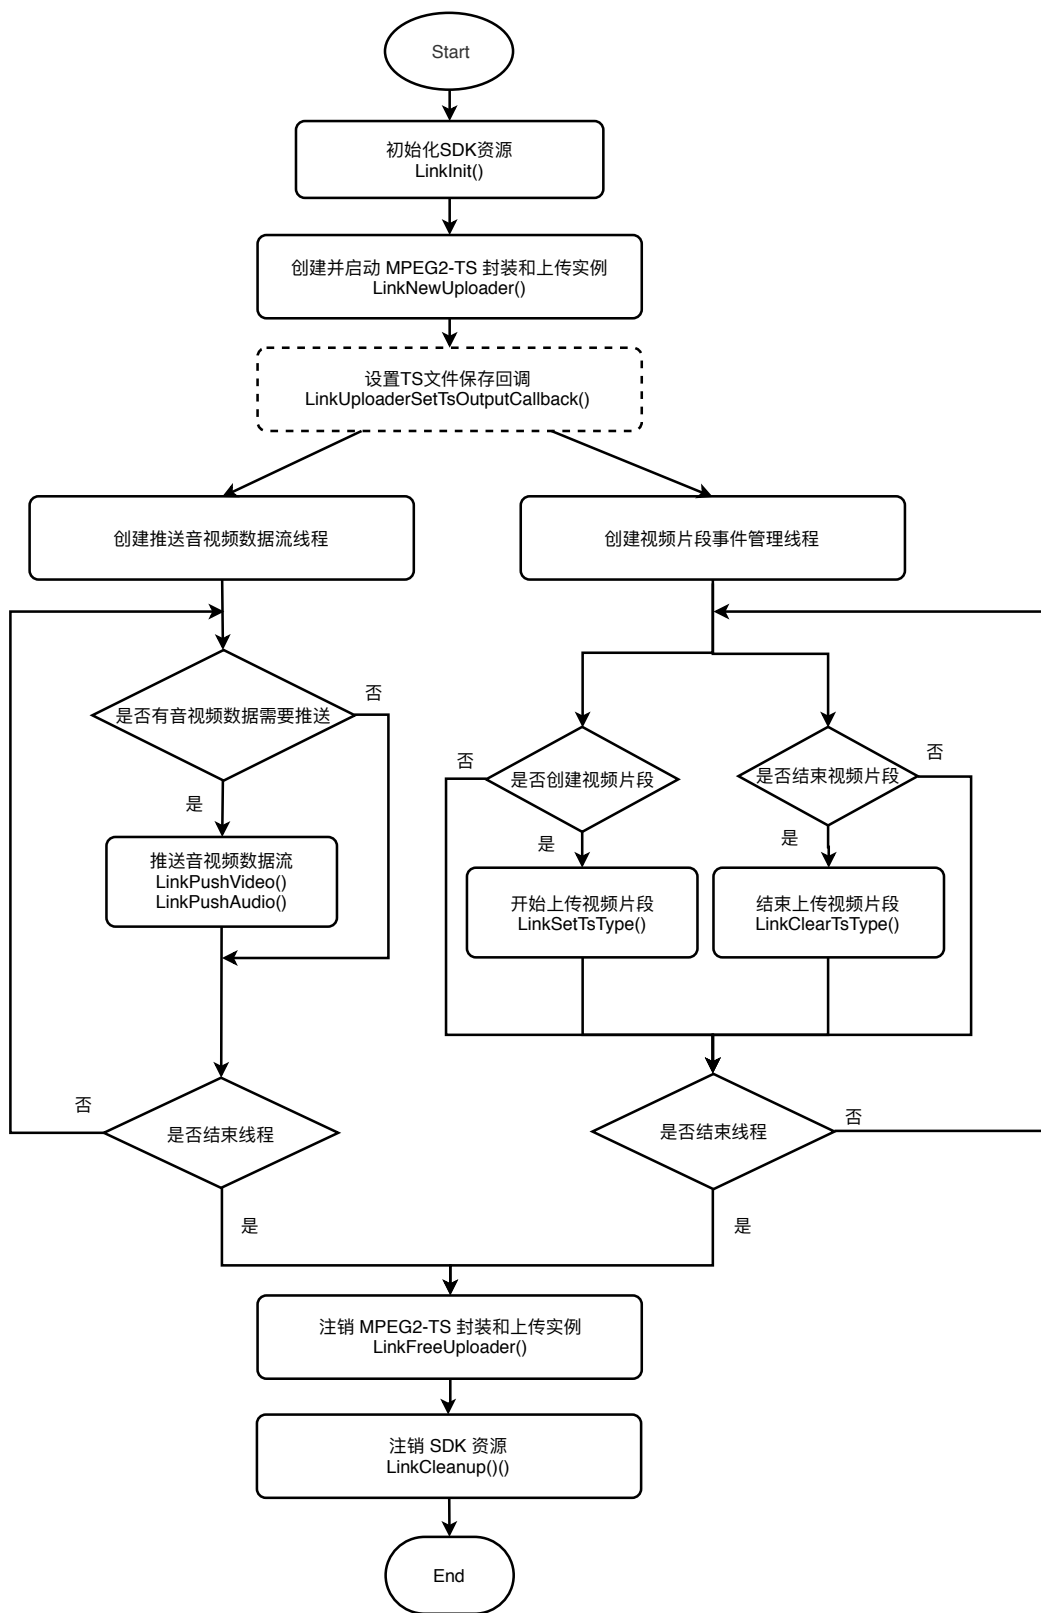 Start
初始化SDK资源
LinkInit()
创建并启动 MPEG2-TS 封装和上传实例
LinkNewUploader()
设置TS文件保存回调
LinkUploaderSetTsOutputCallback()
创建推送音视频数据流线程
创建视频片段事件管理线程
是否有音视频数据需要推送
否
是
推送音视频数据流
LinkPushVideo()
LinkPushAudio()
否
是否创建视频片段
是
是否结束视频片段
否
是
开始上传视频片段
LinkSetTsType()
结束上传视频片段
LinkClearTsType()
否
是否结束线程
是
是否结束线程
否
是
注销 MPEG2-TS 封装和上传实例
LinkFreeUploader()
注销 SDK 资源
LinkCleanup()()
End